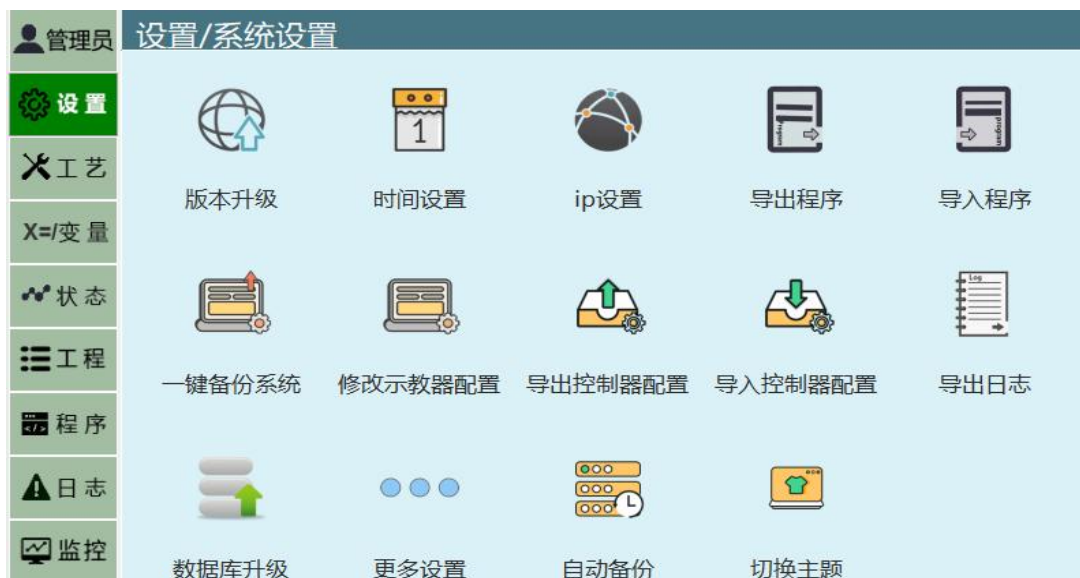 管理员
设置/系统设置
设 置
工 艺
X=/变 量
状 态
工 程
程 序
日 志
监控
1
program
program
版本升级
时间设置
ip设置
导出程序
导入程序
Log
一键备份系统
修改示教器配置
导出控制器配置
导入控制器配置
导出日志
数据库升级
更多设置
自动备份
切换主题